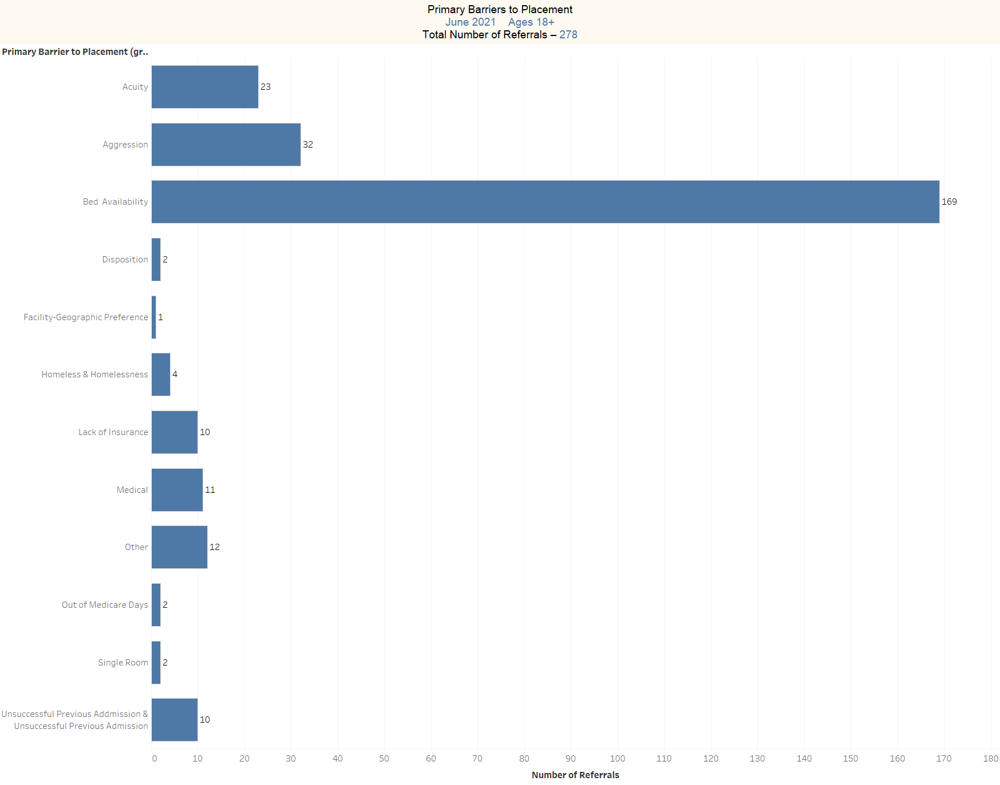 Primary Barriers to Placement
June 2021 Ages 18+
Total Number of Referrals – 278
Primary Barrier to Placement (gr..
Acuity 23
Aggression 32
Bed Availability 169
Disposition 2
Facility-Geographic Preference 1
Homeless & Homelessness 4
Lack of Insurance 10
Medical 11
Other 12
Out of Medicare Days 2
Single Room 2
Unsuccessful Previous Addmission &
Unsuccessful Previous Admission 10
0 10 20 30 40 50 60 70 80 90 100 110 120 130 140 150 160 170 180
Number of Referrals